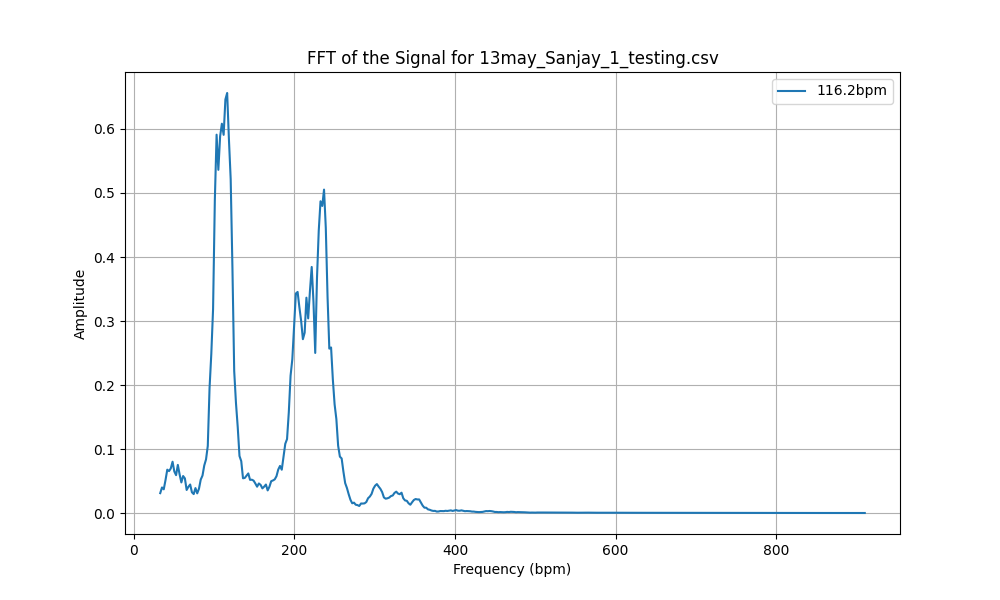 FFT of the Signal for 13may_Sanjay_1_testing.csv
116.2bpm
Amplitude
0.6
0.5
0.4
0.3
0.2
0.1
0.0
0 200 400 600 800
Frequency (bpm)